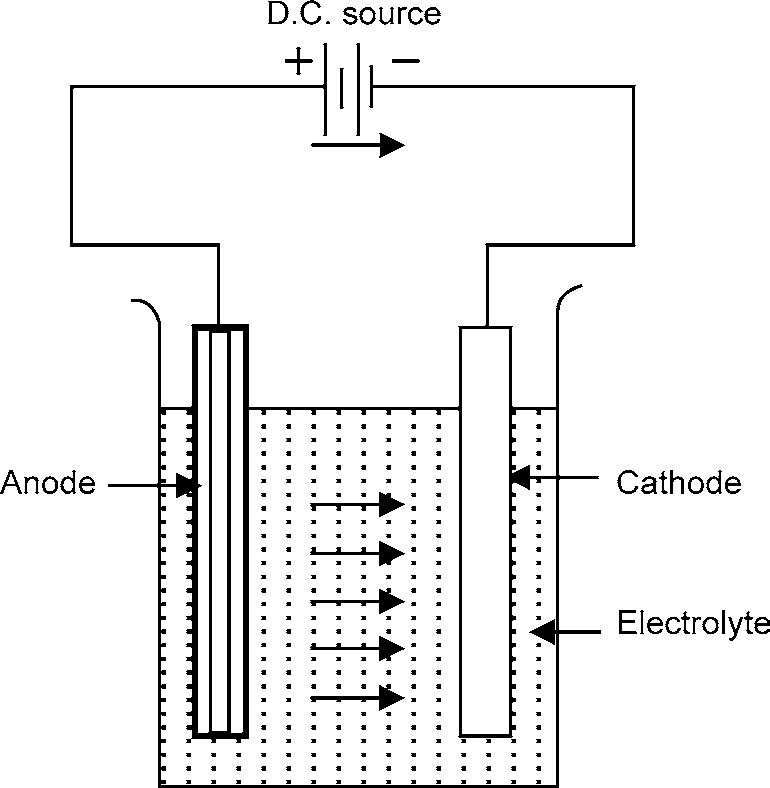 D.C. source
+ −
Anode
Cathode
Electrolyte